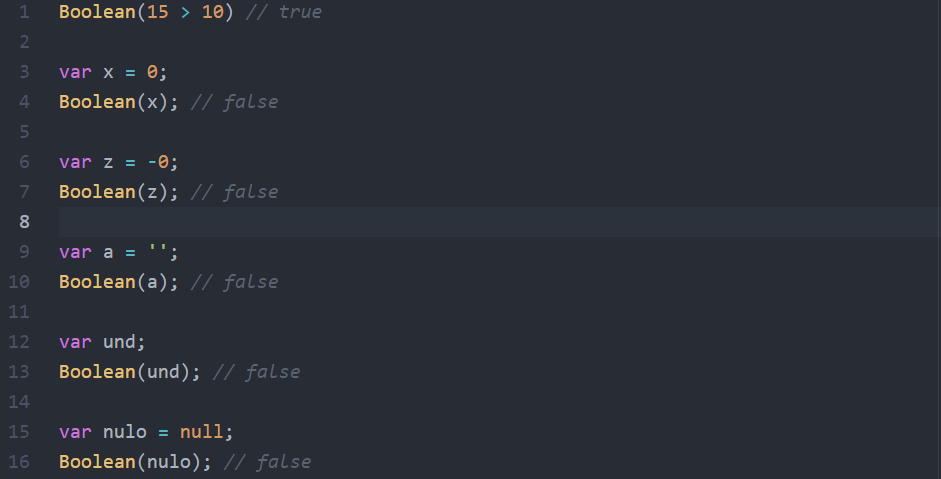 1 Boolean(15 > 10) // true
2
3 var x = 0;
4 Boolean(x); // false
5
6 var z = -0;
7 Boolean(z); // false
8
9 var a = '';
10 Boolean(a); // false
11
12 var und;
13 Boolean(und); // false
14
15 var nulo = null;
16 Boolean(nulo); // false